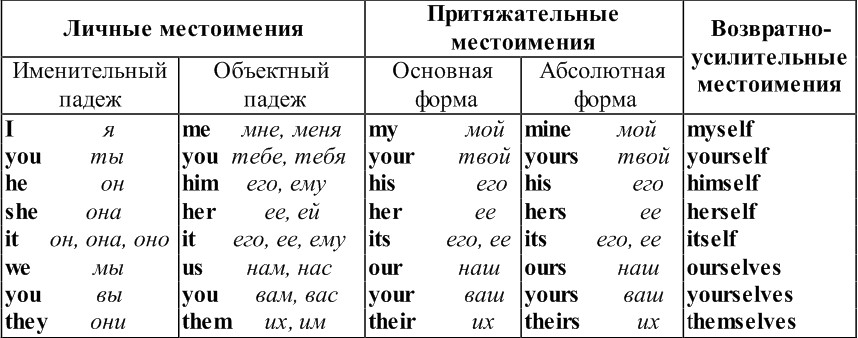 Личные местоимения Притяжательные местоимения Возвратно-усилительные местоимения
Именительный падеж Объектный падеж Основная форма Абсолютная форма
I я me мне, меня my мой mine мой myself
you ты you тебе, тебя your твой yours твой yourself
he он him его, ему his его his его himself
she она her ее, ей her ее hers ее herself
it он, она, оно it его, ее, ему its его, ее its его, ее itself
we мы us нам, нас our наш ours наш ourselves
you вы you вам, вас your ваш yours ваш yourselves
they они them их, им their их theirs их themselves